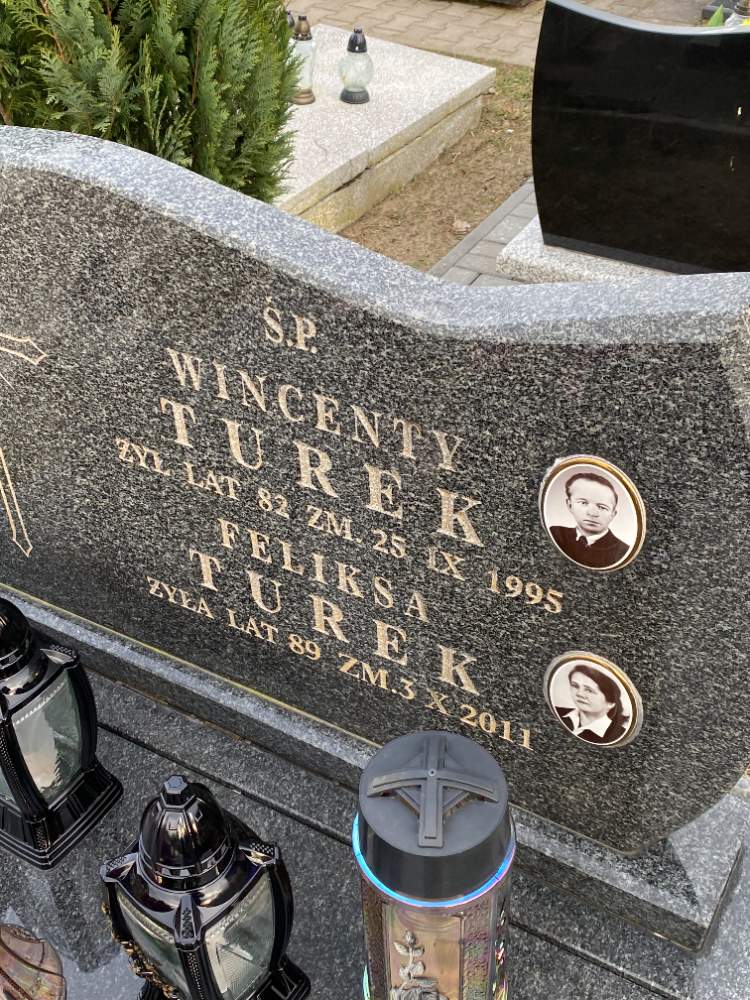 Ś.P.
WINCENTY
TUREK
ŻYŁ LAT 82 ZM. 25 IX 1995
FELIKSA
TUREK
ŻYŁA LAT 89 ZM. 3 X 2011